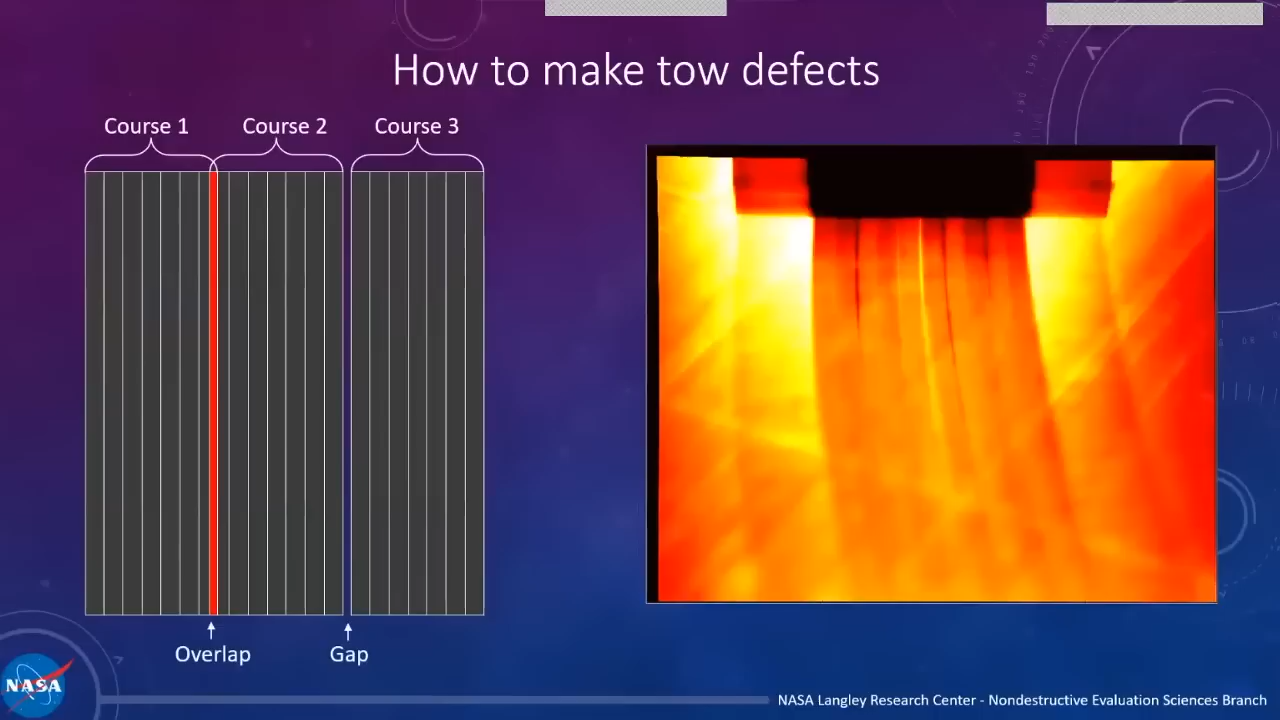 How to make tow defects
Course 1
Course 2
Course 3
Overlap
Gap
NASA
NASA Langley Research Center - Nondestructive Evaluation Sciences Branch